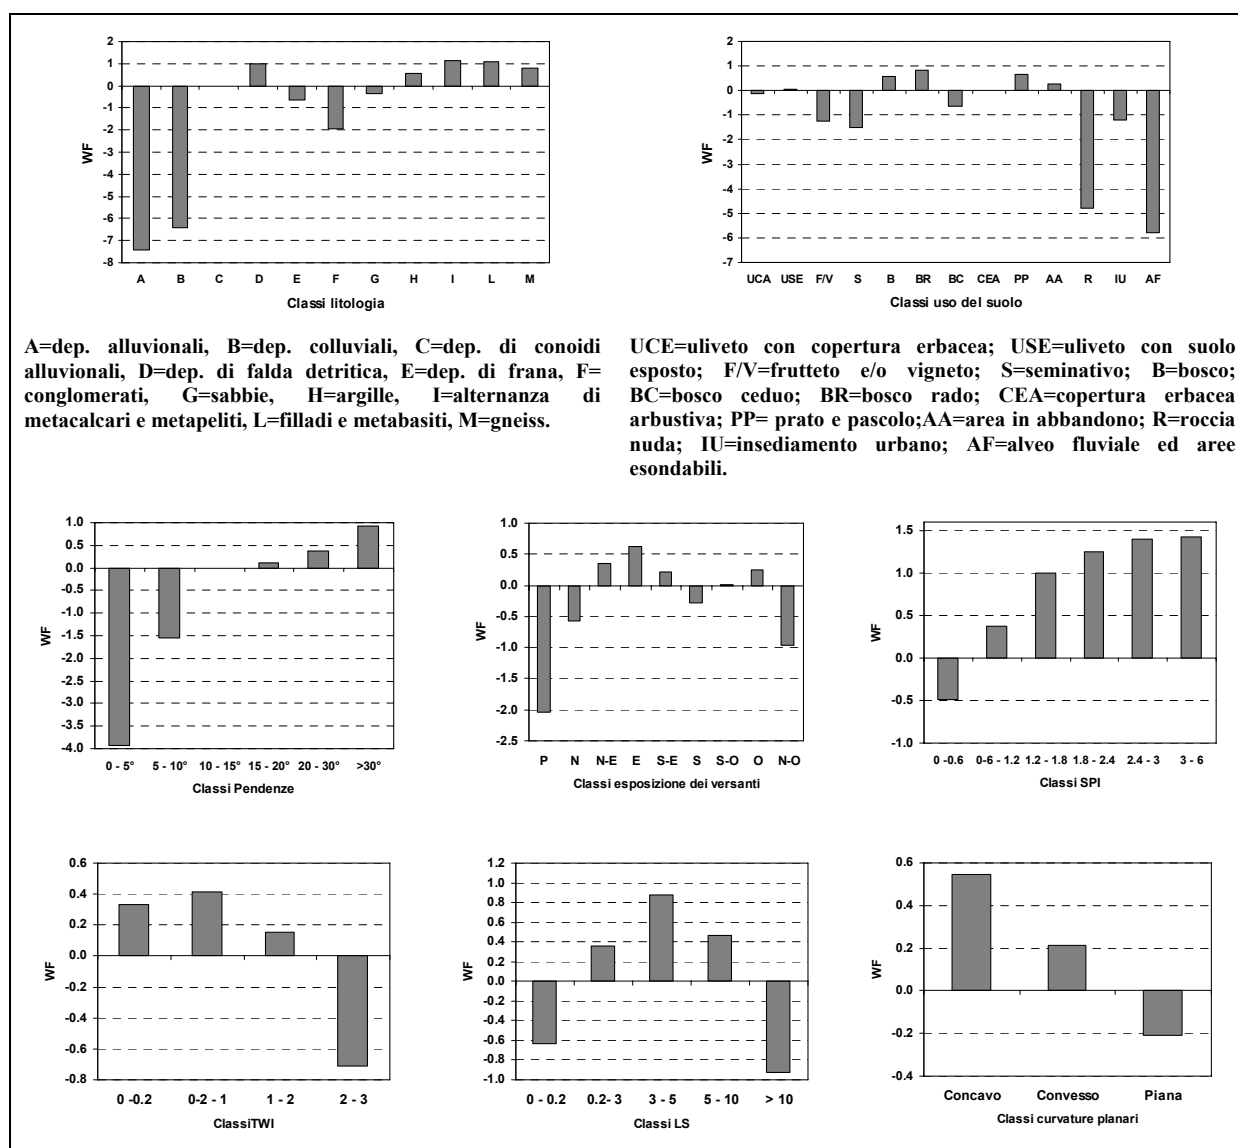 2
1
0
-1
-2
-3
-4
-5
-6
-7
-8
WF
A B C D E F G H I L M
Classi litologia
2
1
0
-1
-2
-3
-4
-5
-6
-7
WF
UCA USE F/V S B BR BC CEA PP AA R IU AF
Classi uso del suolo
A=dep. alluvionali, B=dep. colluviali, C=dep. di conoidi
alluvionali, D=dep. di falda detritica, E=dep. di frana, F=
conglomerati, G=sabbie, H=argille, I=alternanza di
metacalcari e metapeliti, L=filladi e metabasiti, M=gneiss.
UCE=uliveto con copertura erbacea; USE=uliveto con suolo
esposto; F/V=frutteto e/o vigneto; S=seminativo; B=bosco;
BC=bosco ceduo; BR=bosco rado; CEA=copertura erbacea
arbustiva; PP= prato e pascolo;AA=area in abbandono; R=roccia
nuda; IU=insediamento urbano; AF=alveo fluviale ed aree
esondabili.
1.0
0.5
0.0
-0.5
-1.0
-1.5
-2.0
-2.5
-3.0
-3.5
-4.0
WF
0 - 5° 5 - 10° 10 - 15° 15 - 20° 20 - 30° >30°
Classi Pendenze
1.0
0.5
0.0
-0.5
-1.0
-1.5
-2.0
-2.5
WF
P N N-E E S-E S S-O O N-O
Classi esposizione dei versanti
1.5
1.0
0.5
0.0
-0.5
-1.0
WF
0 -0.6 0-6 - 1.2 1.2 - 1.8 1.8 - 2.4 2.4 - 3 3 - 6
Classi SPI
0.6
0.4
0.2
0.0
-0.2
-0.4
-0.6
-0.8
WF
0 -0.2 0-2 - 1 1 - 2 2 - 3
ClassiTWI
1.2
1.0
0.8
0.6
0.4
0.2
0.0
-0.2
-0.4
-0.6
-0.8
-1.0
WF
0 - 0.2 0.2- 3 3 - 5 5 - 10 > 10
Classi LS
0.6
0.4
0.2
0.0
-0.2
-0.4
WF
Concavo Convesso Piana
Classi curvature planari